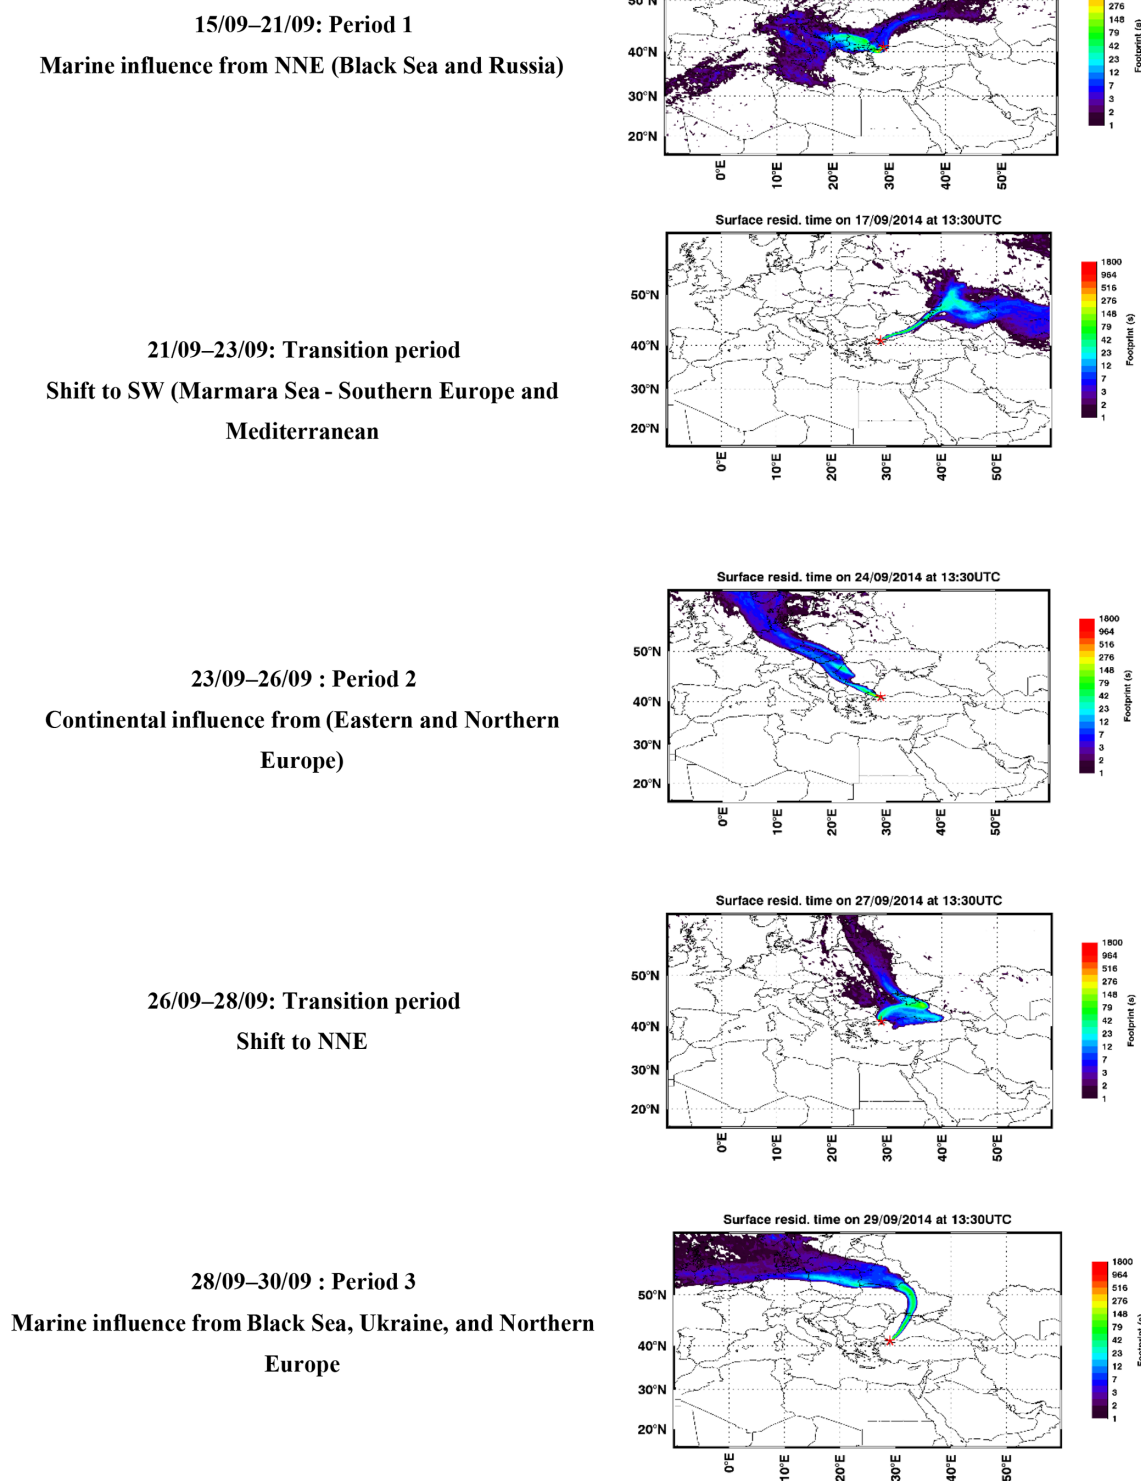 15/09–21/09: Period 1
Marine influence from NNE (Black Sea and Russia)
50°N
40°N
30°N
20°N
0°E
10°E
20°E
30°E
40°E
50°E
276
148
79
42
23
12
7
3
2
1
Footprint (s)
Surface resid. time on 17/09/2014 at 13:30UTC
21/09–23/09: Transition period
Shift to SW (Marmara Sea - Southern Europe and
Mediterranean
50°N
40°N
30°N
20°N
0°E
10°E
20°E
30°E
40°E
50°E
1800
964
516
276
148
79
42
23
12
7
3
2
1
Footprint (s)
Surface resid. time on 24/09/2014 at 13:30UTC
23/09–26/09 : Period 2
Continental influence from (Eastern and Northern
Europe)
50°N
40°N
30°N
20°N
0°E
10°E
20°E
30°E
40°E
50°E
1800
964
516
276
148
79
42
23
12
7
3
2
1
Footprint (s)
Surface resid. time on 27/09/2014 at 13:30UTC
26/09–28/09: Transition period
Shift to NNE
50°N
40°N
30°N
20°N
0°E
10°E
20°E
30°E
40°E
50°E
1800
964
516
276
148
79
42
23
12
7
3
2
1
Footprint (s)
Surface resid. time on 29/09/2014 at 13:30UTC
28/09–30/09 : Period 3
Marine influence from Black Sea, Ukraine, and Northern
Europe
50°N
40°N
30°N
20°N
0°E
10°E
20°E
30°E
40°E
50°E
1800
964
516
276
148
79
42
23
12
7
3
2
1
Footprint (s)